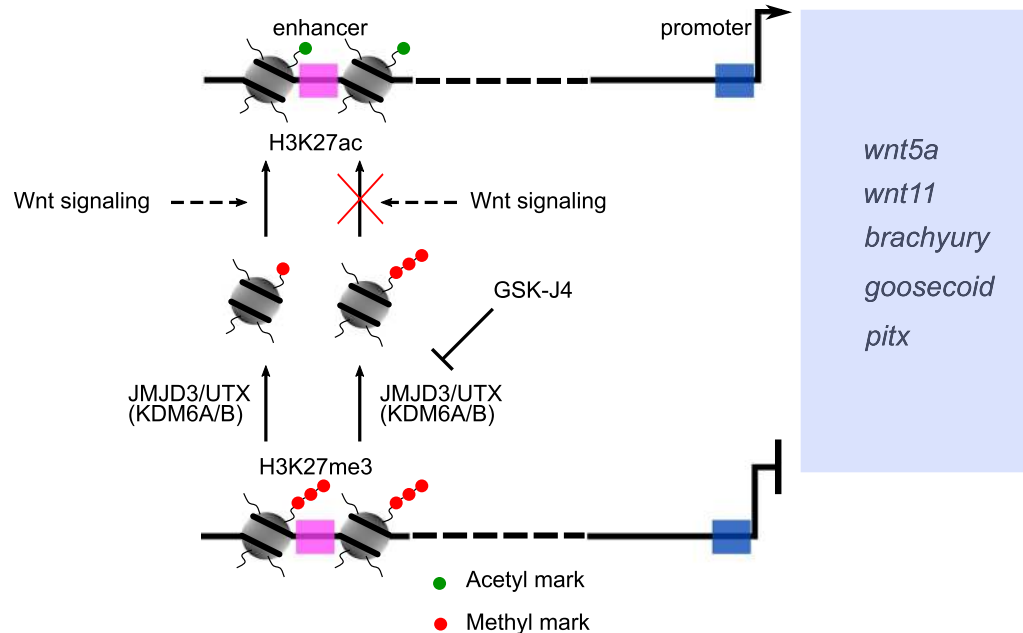 enhancer
promoter
H3K27ac
wnt5a
wnt11
brachyury
goosecoid
pitx
Wnt signaling
Wnt signaling
GSK-J4
JMJD3/UTX
(KDM6A/B)
JMJD3/UTX
(KDM6A/B)
H3K27me3
Acetyl mark
Methyl mark